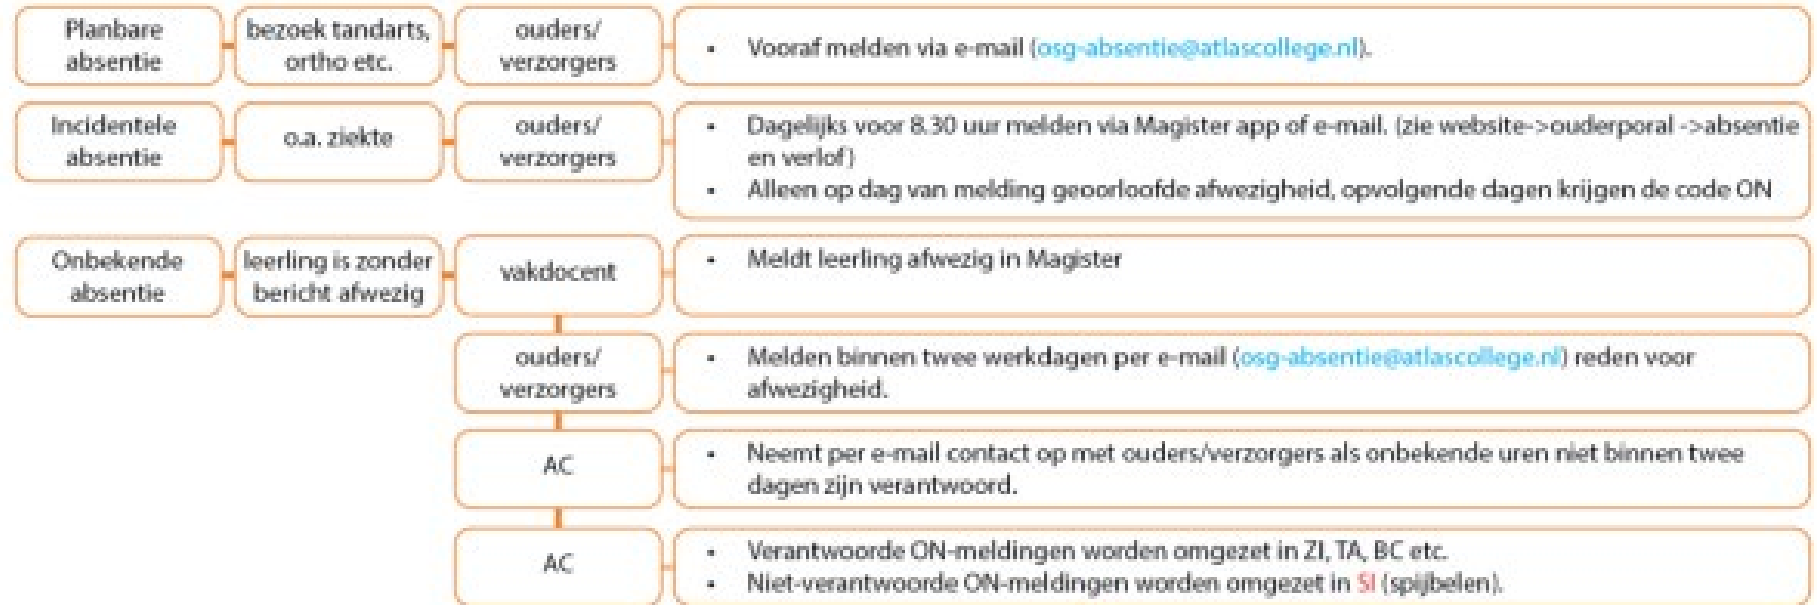 Planbare
absentie
bezoek tandarts,
ortho etc.
ouders/
verzorgers
• Vooraf melden via e-mail (osg-absentie@atlascollege.nl).
Incidentele
absentie
o.a. ziekte
ouders/
verzorgers
• Dagelijks voor 8.30 uur melden via Magister app of e-mail. (zie website->ouderporal ->absentie
en verlof)
• Alleen op dag van melding geoorloofde afwezigheid, opvolgende dagen krijgen de code ON
Onbekende
absentie
leerling is zonder
bericht afwezig
vakdocent
• Meldt leerling afwezig in Magister
ouders/
verzorgers
• Melden binnen twee werkdagen per e-mail (osg-absentie@atlascollege.nl) reden voor
afwezigheid.
AC
• Neemt per e-mail contact op met ouders/verzorgers als onbekende uren niet binnen twee
dagen zijn verantwoord.
AC
• Verantwoorde ON-meldingen worden omgezet in ZI, TA, BC etc.
• Niet-verantwoorde ON-meldingen worden omgezet in SI (spijbelen).